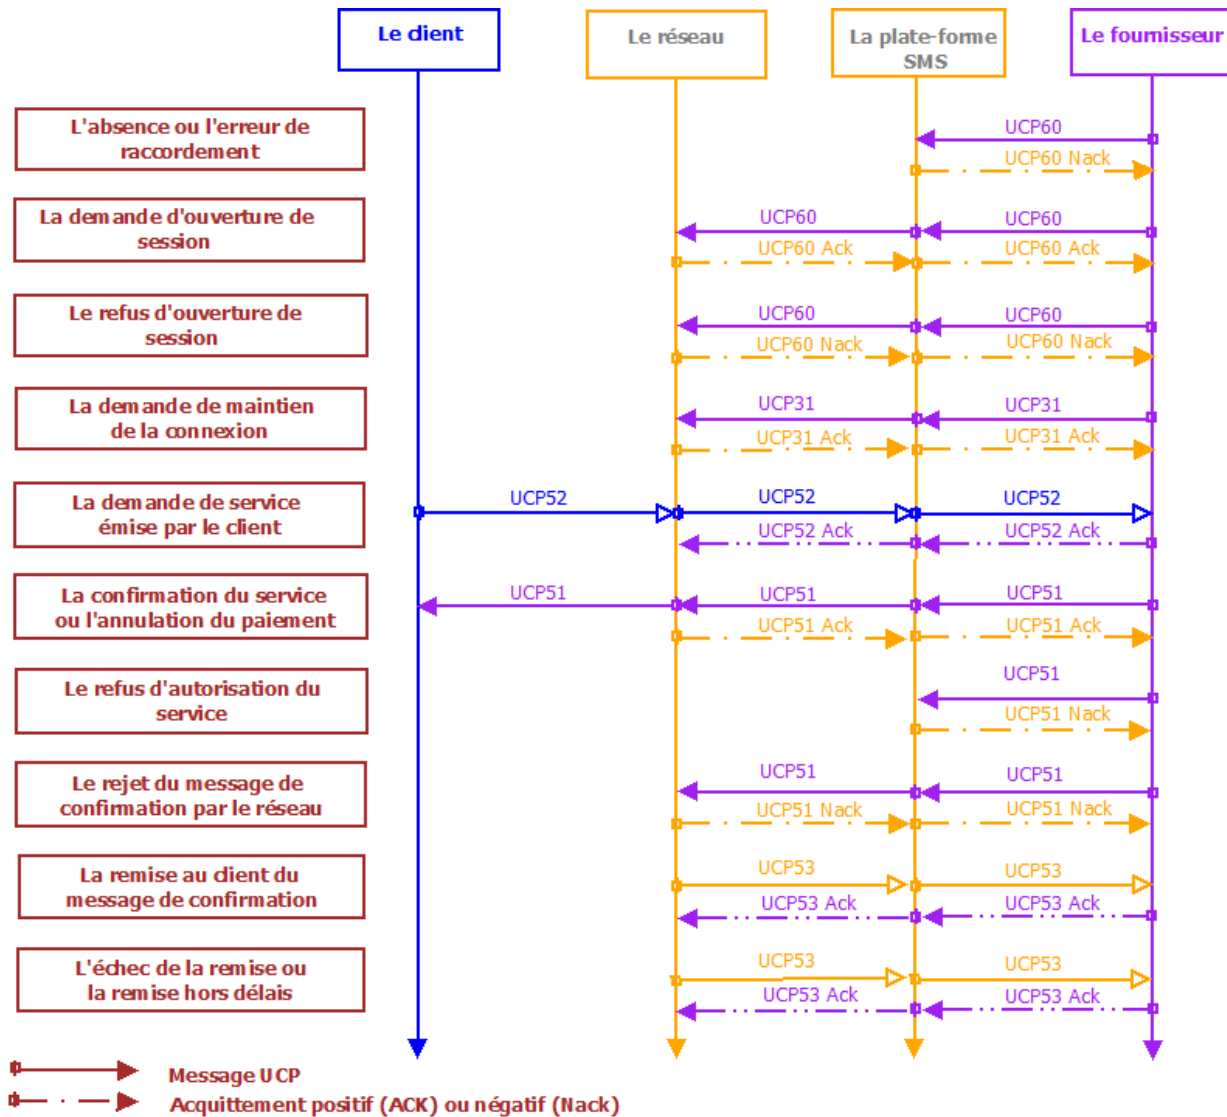 Le client
Le réseau
La plate-forme
SMS
Le fournisseur
L'absence ou l'erreur de
raccordement
UCP60
UCP60 Nack
La demande d'ouverture de
session
UCP60
UCP60
UCP60 Ack
UCP60 Ack
Le refus d'ouverture de
session
UCP60
UCP60
UCP60 Nack
UCP60 Nack
La demande de maintien
de la connexion
UCP31
UCP31
UCP31 Ack
UCP31 Ack
La demande de service
émise par le client
UCP52
UCP52
UCP52
UCP52 Ack
UCP52 Ack
La confirmation du service
ou l'annulation du paiement
UCP51
UCP51
UCP51
UCP51 Ack
UCP51 Ack
Le refus d'autorisation du
service
UCP51
UCP51 Nack
Le rejet du message de
confirmation par le réseau
UCP51
UCP51
UCP51 Nack
UCP51 Nack
La remise au client du
message de confirmation
UCP53
UCP53
UCP53 Ack
UCP53 Ack
L'échec de la remise ou
la remise hors délais
UCP53
UCP53
UCP53 Ack
UCP53 Ack
Message UCP
Acquittement positif (ACK) ou négatif (Nack)